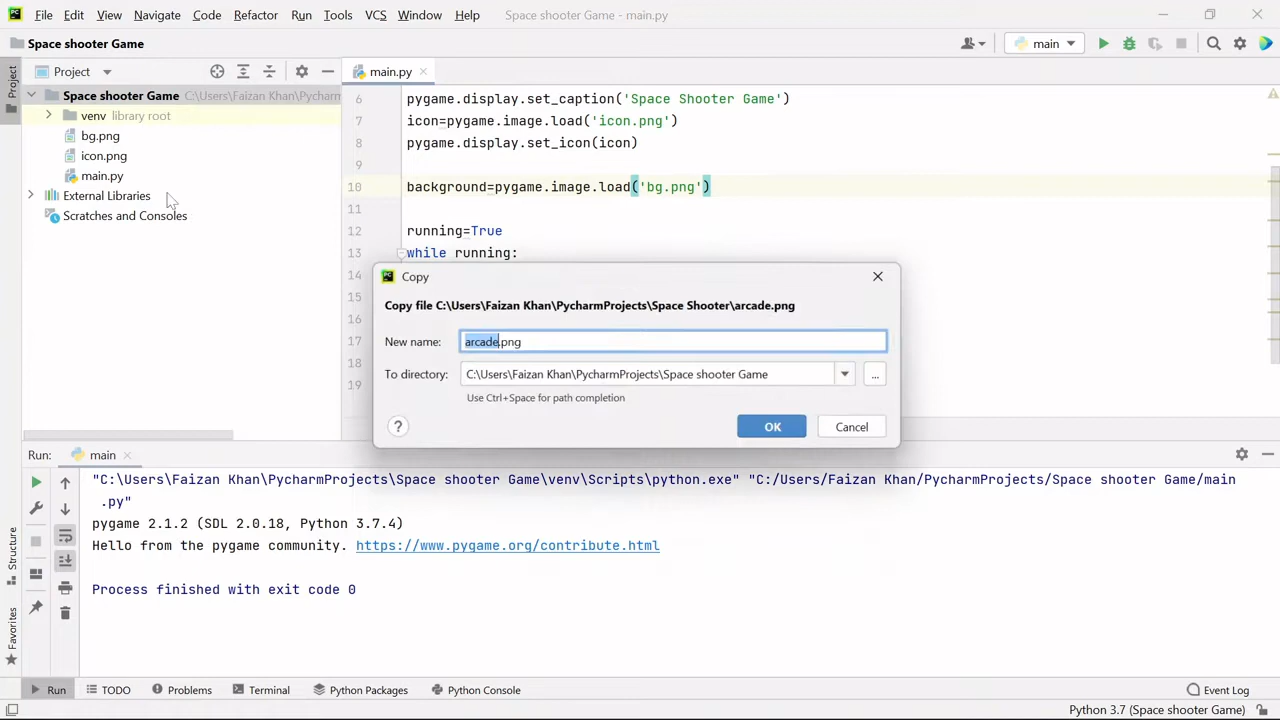 File Edit View Navigate Code Refactor Run Tools VCS Window Help Space shooter Game - main.py
Space shooter Game
main
Project
Project
main.py
Space shooter Game C:\Users\Faizan Khan\Pycharm
venv library root
bg.png
icon.png
main.py
External Libraries
Scratches and Consoles
6 pygame.display.set_caption('Space Shooter Game')
7 icon=pygame.image.load('icon.png')
8 pygame.display.set_icon(icon)
9
10 background=pygame.image.load('bg.png')
11
12 running=True
13 while running:
14
15
16
17
18
19
PC Copy
Copy file C:\Users\Faizan Khan\PycharmProjects\Space Shooter\arcade.png
New name: arcade.png
To directory: C:\Users\Faizan Khan\PycharmProjects\Space shooter Game
...
Use Ctrl+Space for path completion
? OK Cancel
Run: main
"C:\Users\Faizan Khan\PycharmProjects\Space shooter Game\venv\Scripts\python.exe" "C:/Users/Faizan Khan/PycharmProjects/Space shooter Game/main
.py"
pygame 2.1.2 (SDL 2.0.18, Python 3.7.4)
Hello from the pygame community. https://www.pygame.org/contribute.html
Process finished with exit code 0
Structure
Favorites
Run TODO Problems Terminal Python Packages Python Console Event Log
Python 3.7 (Space shooter Game)